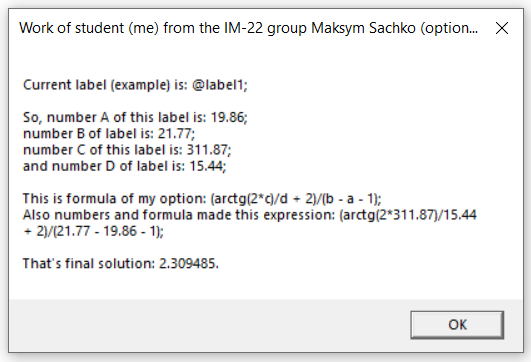 Work of student (me) from the IM-22 group Maksym Sachko (option...
Current label (example) is: @label1;
So, number A of this label is: 19.86;
number B of label is: 21.77;
number C of this label is: 311.87;
and number D of label is: 15.44;
This is formula of my option: (arctg(2*c)/d + 2)/(b - a - 1);
Also numbers and formula made this expression: (arctg(2*311.87)/15.44
+ 2)/(21.77 - 19.86 - 1);
That's final solution: 2.309485.
OK